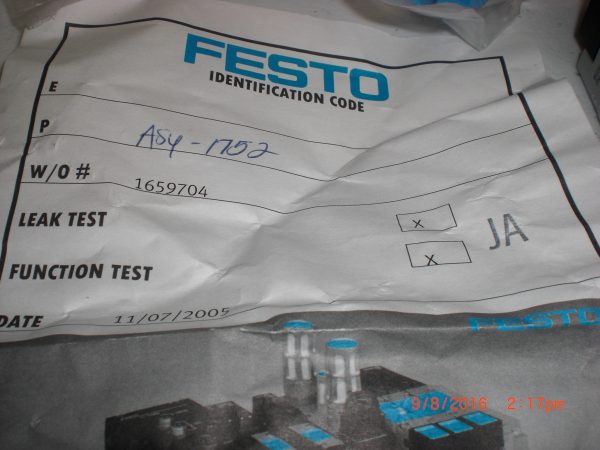 FESTO
IDENTIFICATION CODE
E
P ASY-1752
W/O # 1659704
LEAK TEST x
JA
FUNCTION TEST x
DATE 11/07/2005
FESTO
9/8/2016 2:17pm